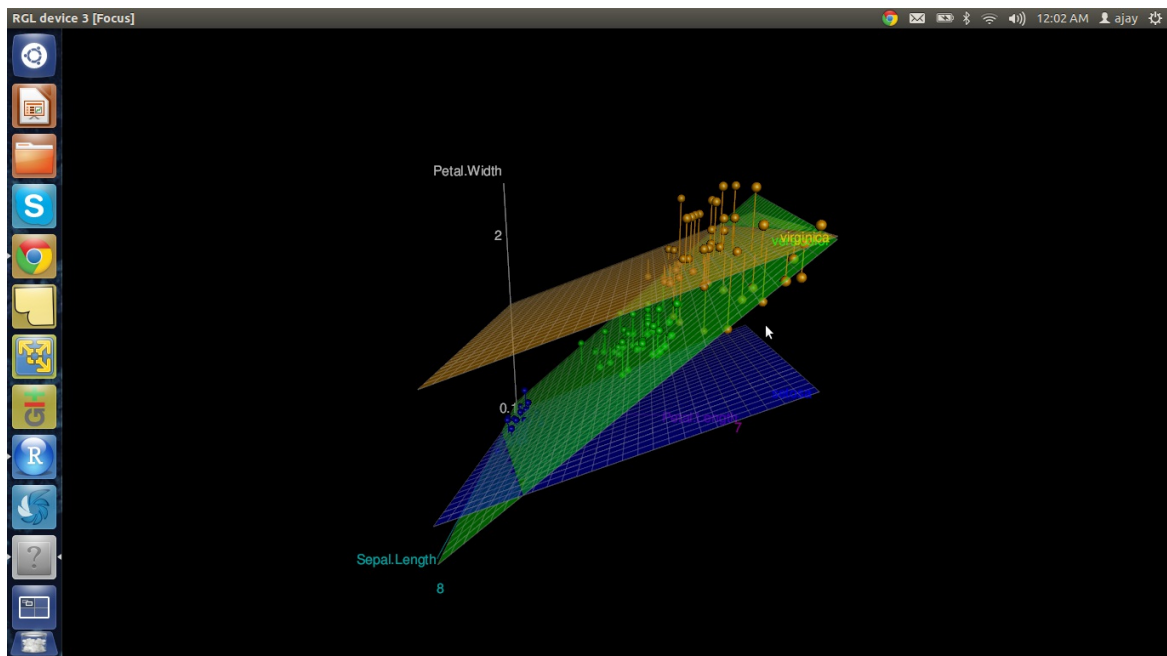 RGL device 3 [Focus]
12:02 AM
ajay
Petal.Width
2
virginica
0.1
7
Sepal.Length
8
S
R
?